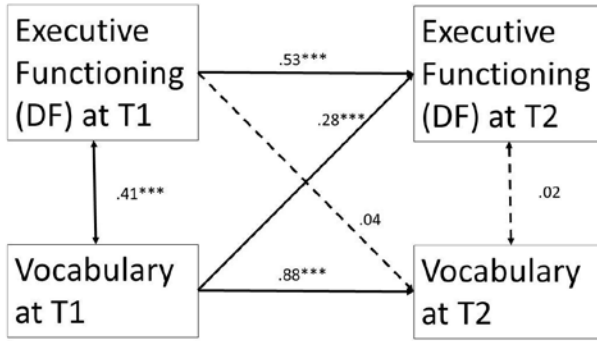 Executive
Functioning
(DF) at T1
Executive
Functioning
(DF) at T2
.53***
.28***
.41***
.04
.02
.88***
Vocabulary
at T1
Vocabulary
at T2